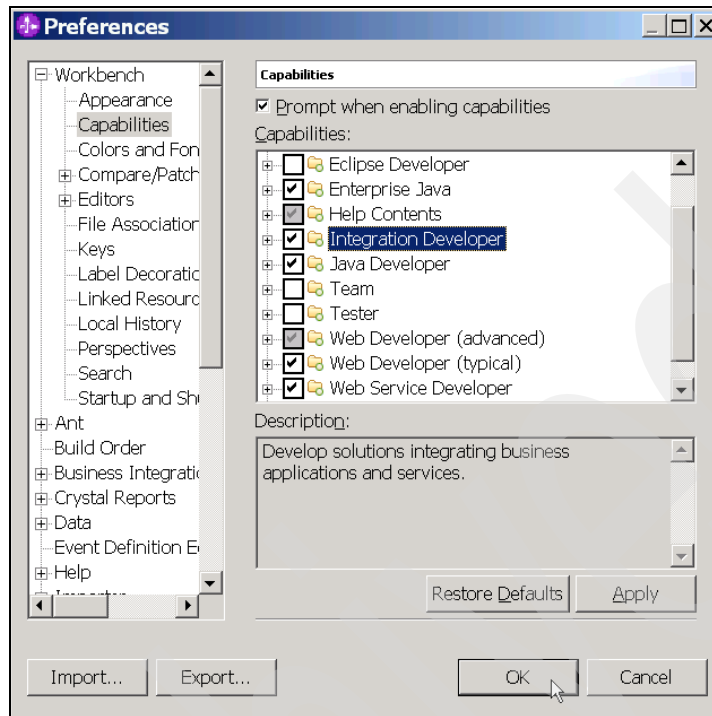 Preferences
Workbench
Appearance
Capabilities
Colors and Fon
Compare/Patch
Editors
File Association
Keys
Label Decoratic
Linked Resourc
Local History
Perspectives
Search
Startup and Sh
Ant
Build Order
Business Integratio
Crystal Reports
Data
Event Definition E
Help
Capabilities
Prompt when enabling capabilities
Capabilities:
Eclipse Developer
Enterprise Java
Help Contents
Integration Developer
Java Developer
Team
Tester
Web Developer (advanced)
Web Developer (typical)
Web Service Developer
Description:
Develop solutions integrating business
applications and services.
Restore Defaults Apply
Import... Export... OK Cancel